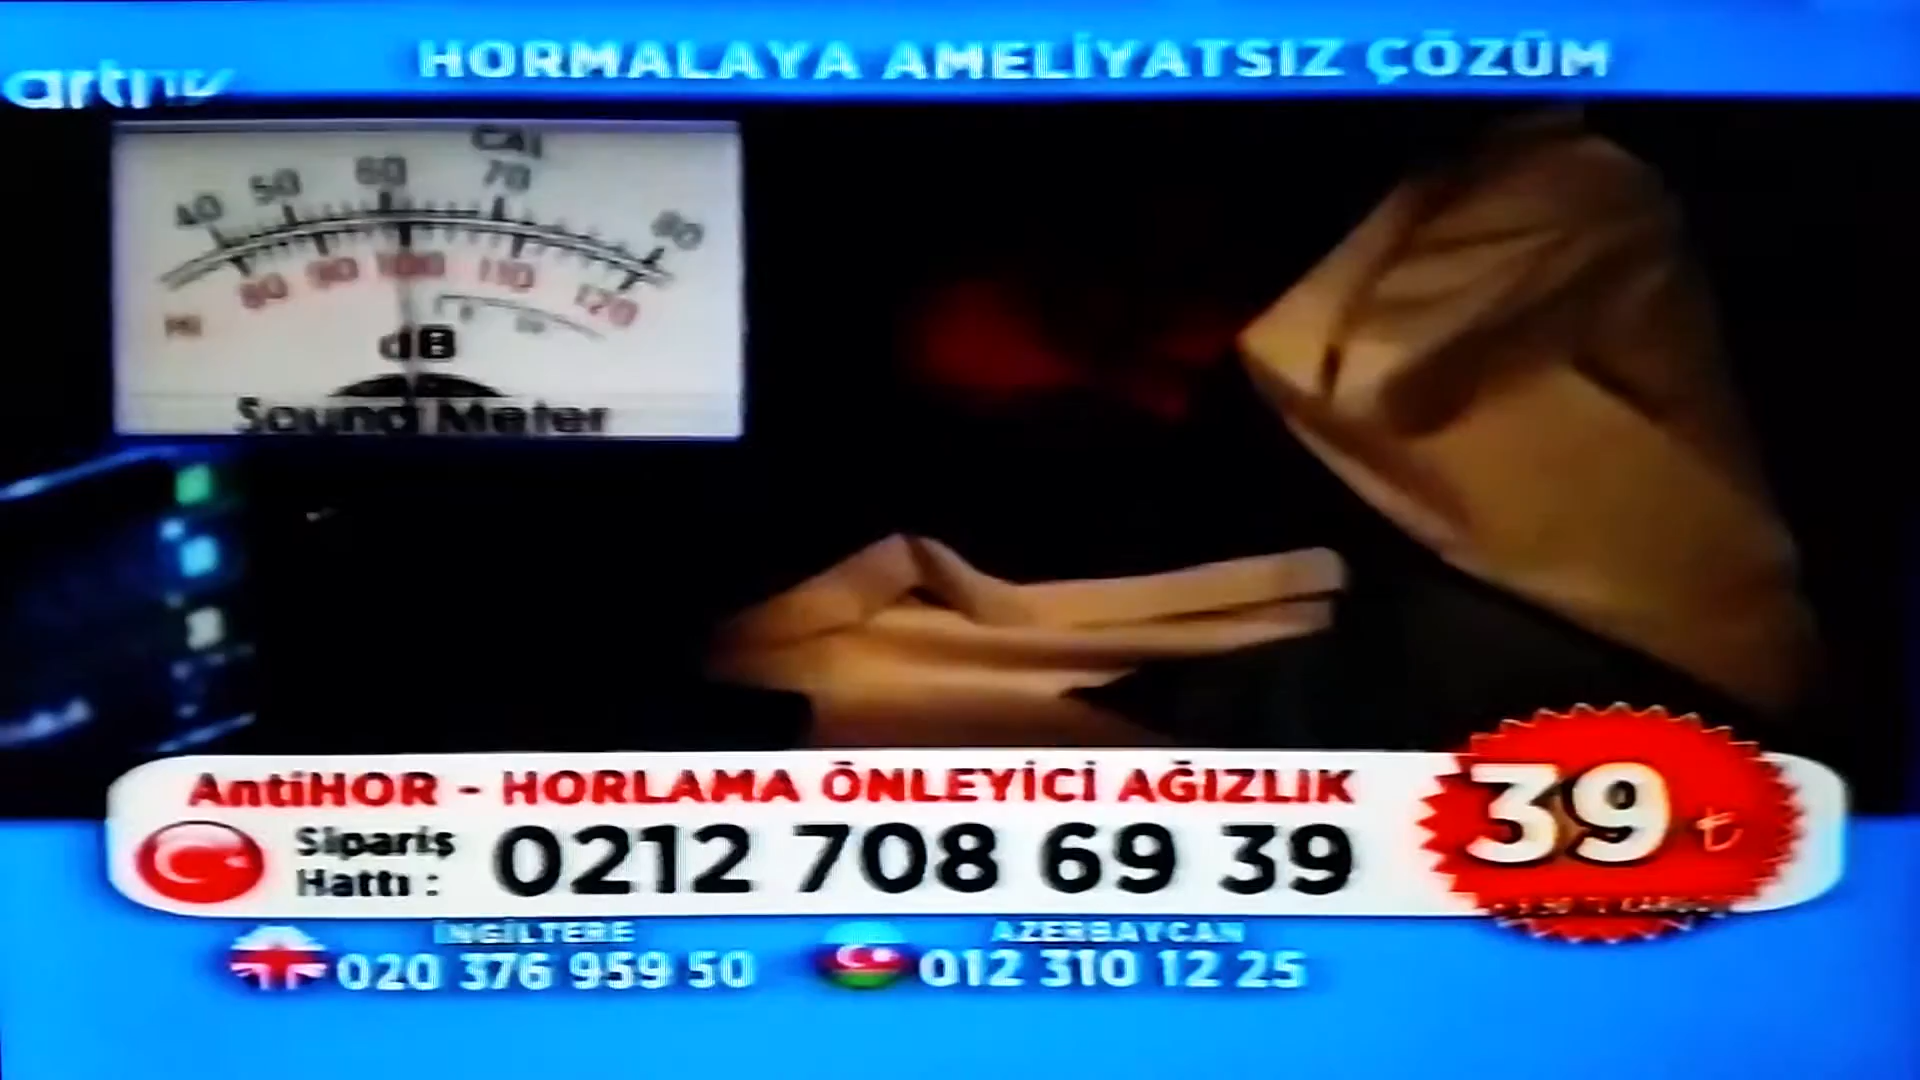 HORMALAYA AMELİYATSIZ ÇÖZÜM
artı TV
CAL
40 50 60 70 80
80 90 100 110 120
HI
dB
Sound Meter
AntiHOR - HORLAMA ÖNLEYİCİ AĞIZLIK
Sipariş
Hattı :
0212 708 69 39
39 ₺
İNGİLTERE
020 376 959 50
AZERBAYCAN
012 310 12 25